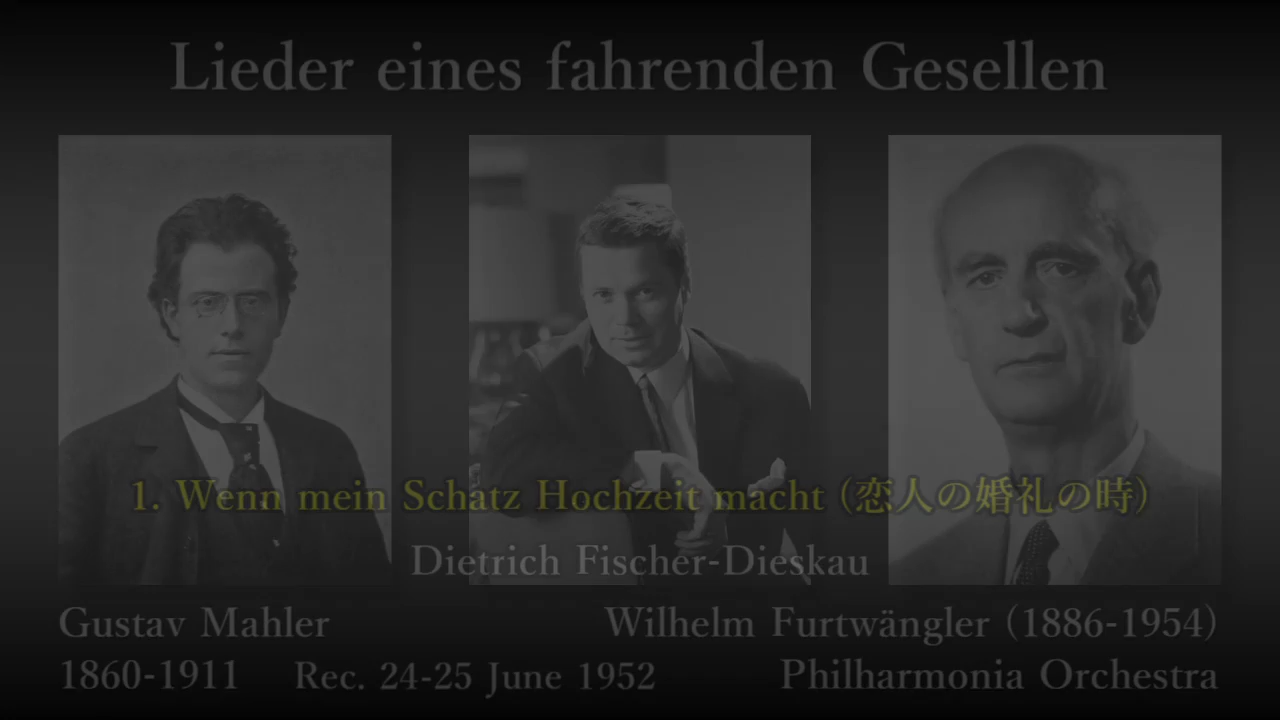 Lieder eines fahrenden Gesellen
1. Wenn mein Schatz Hochzeit macht (恋人の婚礼の時)
Dietrich Fischer-Dieskau
Gustav Mahler
Wilhelm Furtwängler (1886-1954)
1860-1911
Rec. 24-25 June 1952
Philharmonia Orchestra